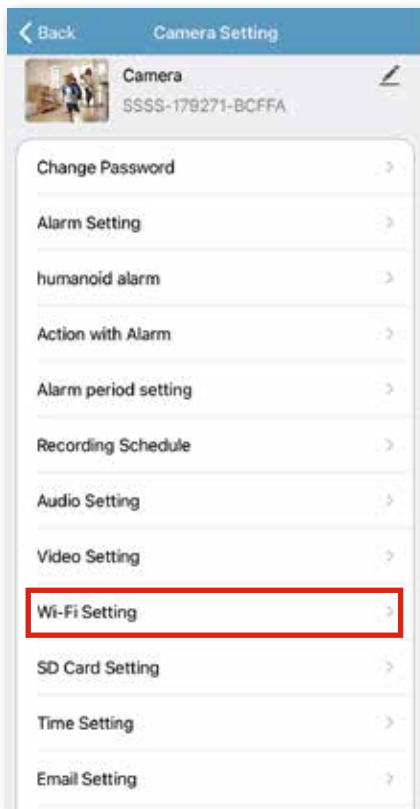 Back
Camera Setting
Camera
SSSS-179271-BCFFA
Change Password
Alarm Setting
humanoid alarm
Action with Alarm
Alarm period setting
Recording Schedule
Audio Setting
Video Setting
Wi-Fi Setting
SD Card Setting
Time Setting
Email Setting